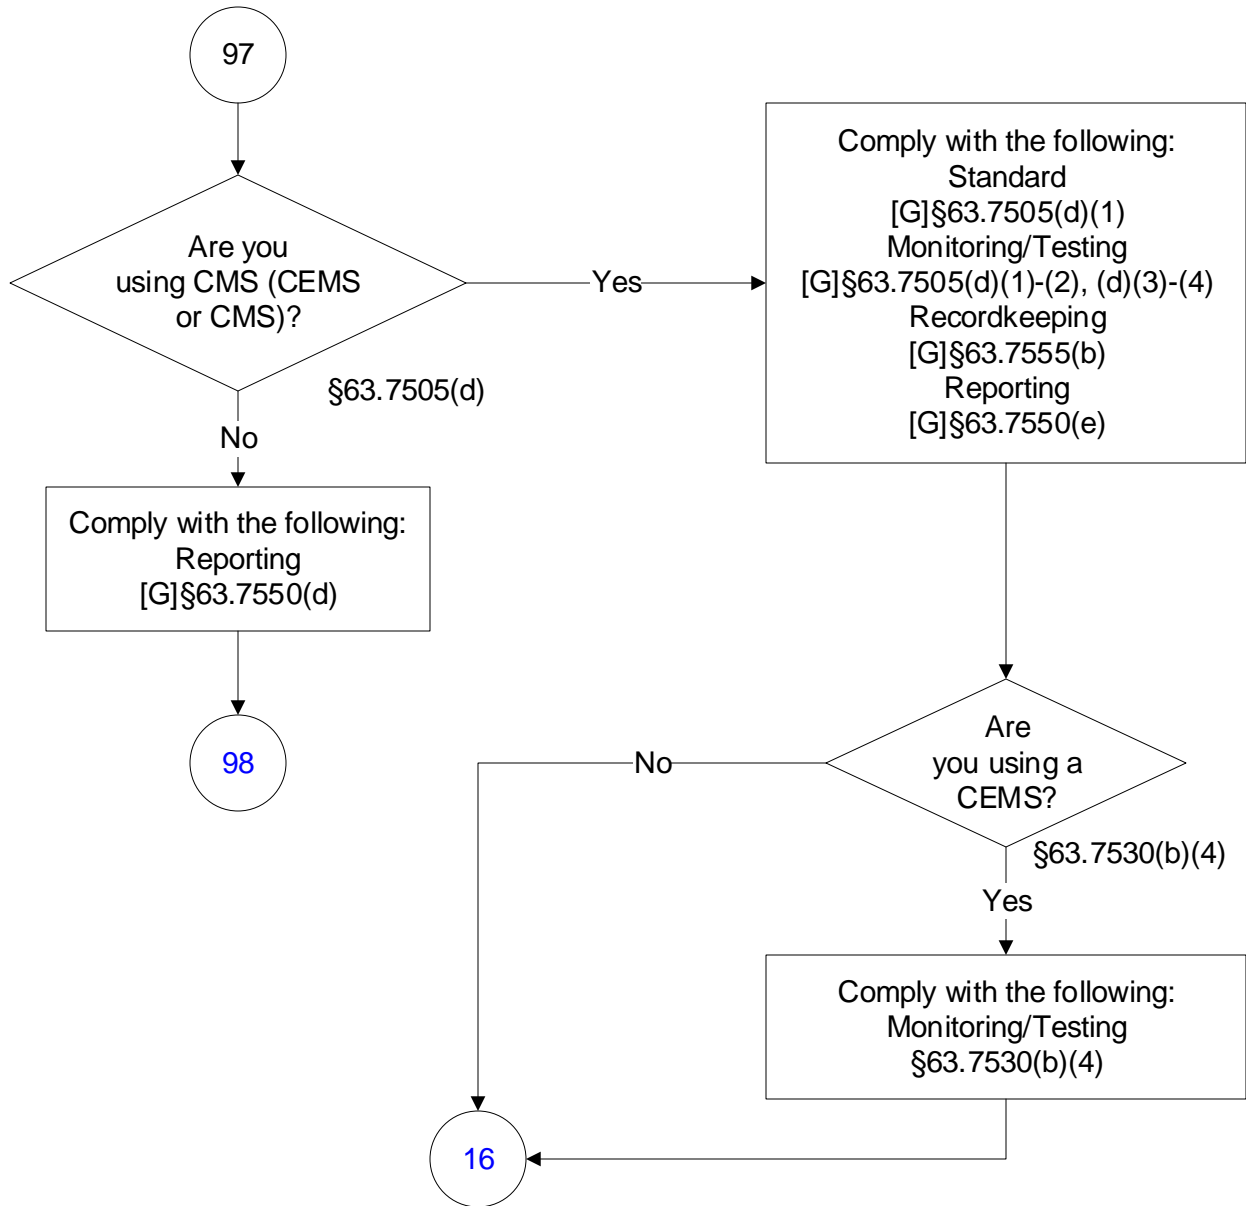 97
Are you
using CMS (CEMS
or CMS)?
§63.7505(d)
Yes
Comply with the following:
Standard
[G]§63.7505(d)(1)
Monitoring/Testing
[G]§63.7505(d)(1)-(2), (d)(3)-(4)
Recordkeeping
[G]§63.7555(b)
Reporting
[G]§63.7550(e)
No
Comply with the following:
Reporting
[G]§63.7550(d)
98
Are
you using a
CEMS?
§63.7530(b)(4)
No
Yes
Comply with the following:
Monitoring/Testing
§63.7530(b)(4)
16